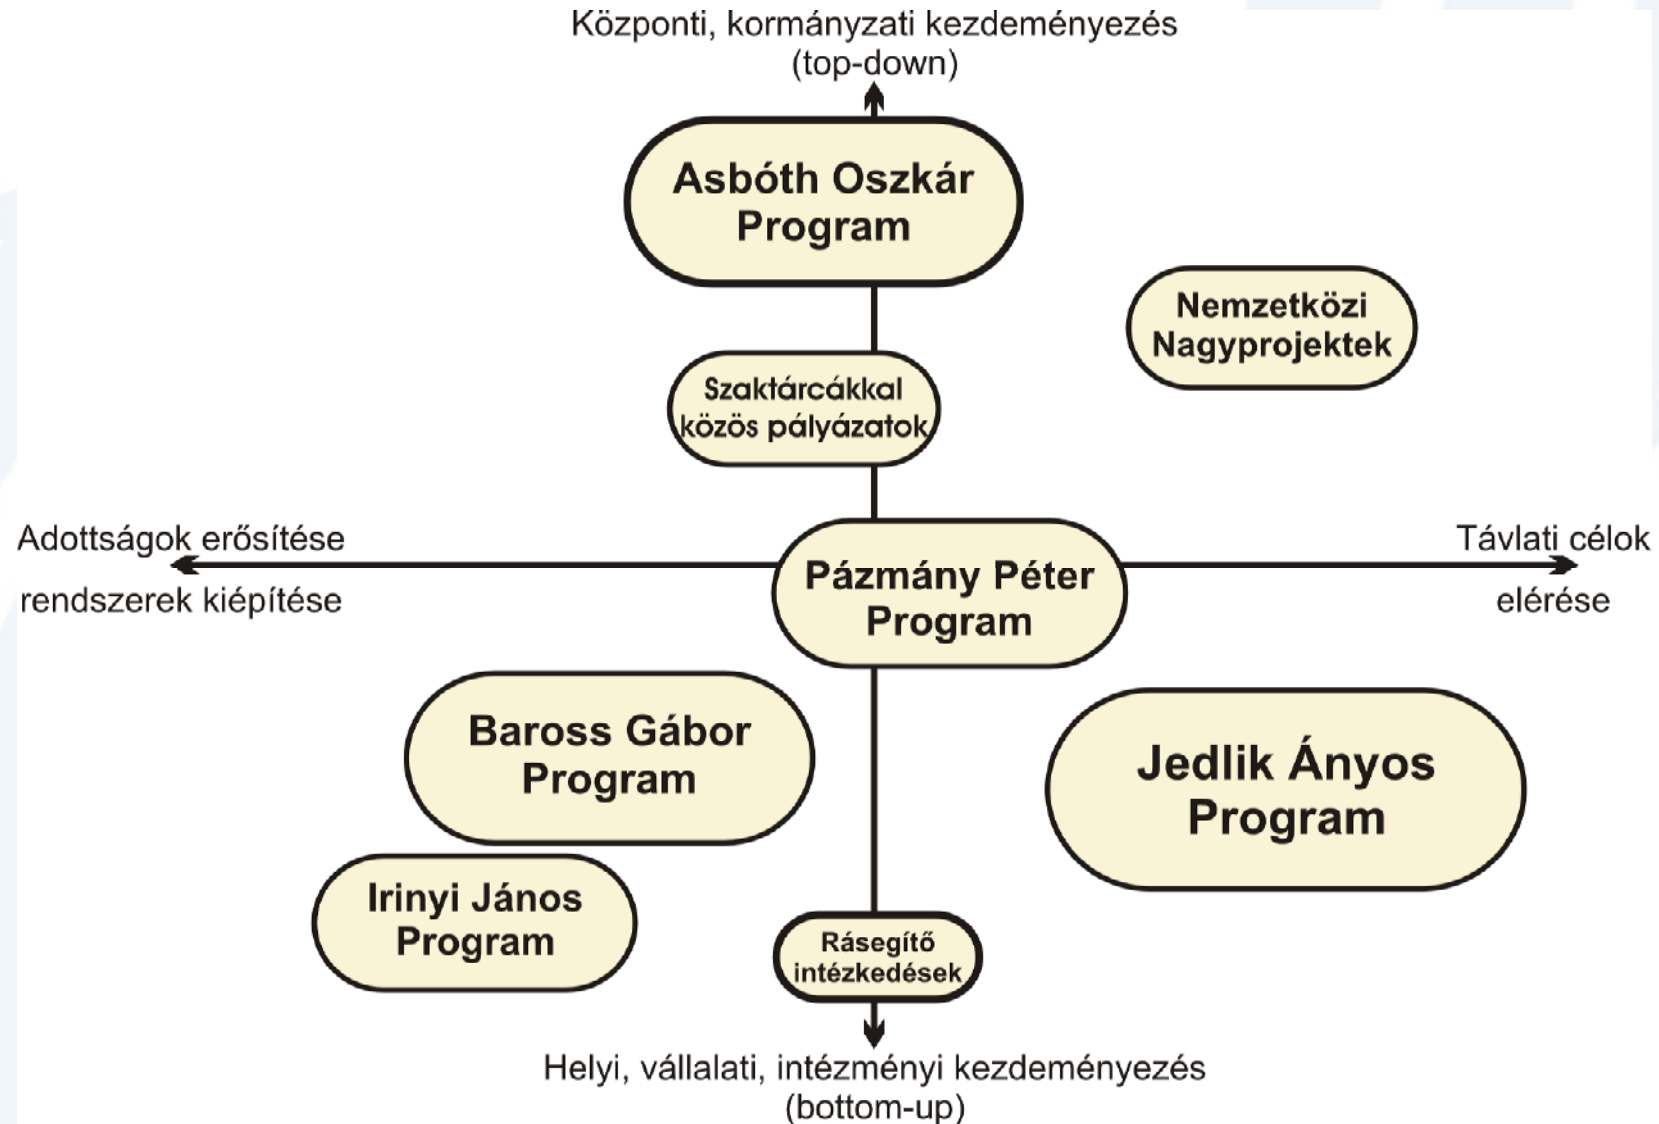 Központi, kormányzati kezdeményezés
(top-down)
Asbóth Oszkár
Program
Nemzetközi
Nagyprojektek
Szaktárcákkal
közös pályázatok
Adottságok erősítése
rendszerek kiépítése
Távlati célok
elérése
Pázmány Péter
Program
Baross Gábor
Program
Jedlik Ányos
Program
Irinyi János
Program
Rásegítő
intézkedések
Helyi, vállalati, intézményi kezdeményezés
(bottom-up)